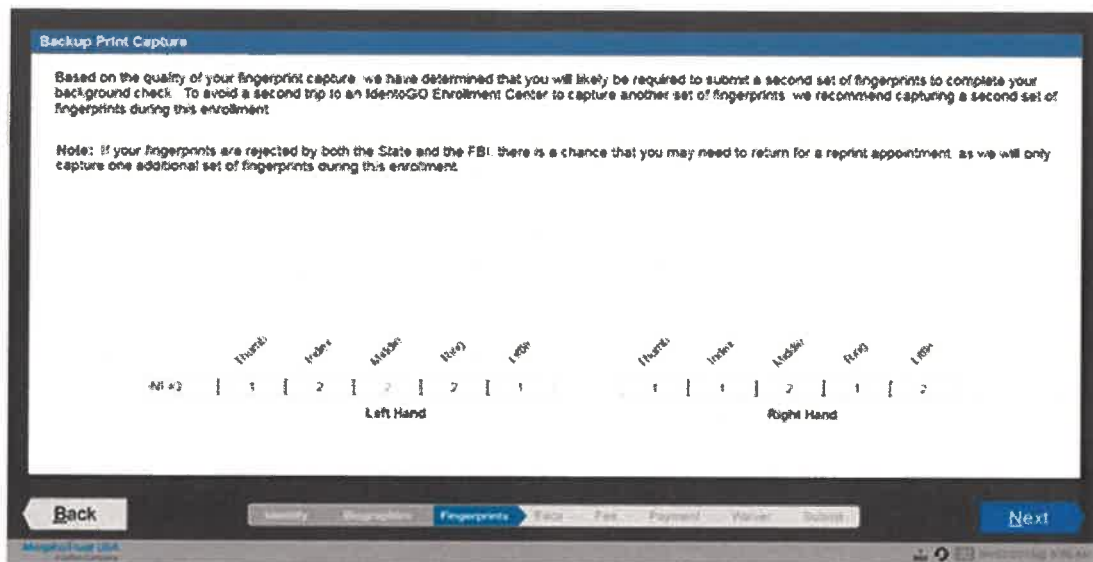 Backup Print Capture
Based on the quality of your fingerprint capture we have determined that you will likely be required to submit a second set of fingerprints to complete your
background check. To avoid a second trip to an IdentoGO Enrollment Center to capture another set of fingerprints we recommend capturing a second set of
fingerprints during this enrollment
Note: If your fingerprints are rejected by both the State and the FBI, there is a chance that you may need to return for a reprint appointment, as we will only
capture one additional set of fingerprints during this enrollment
Thumb Index Middle Ring Little Thumb Index Middle Ring Little
1 2 2 2 1 1 1 2 1 2
Left Hand Right Hand
Back Identity Fingerprints Face Fee Payment Waiver Submit Next
MorphoTrust USA